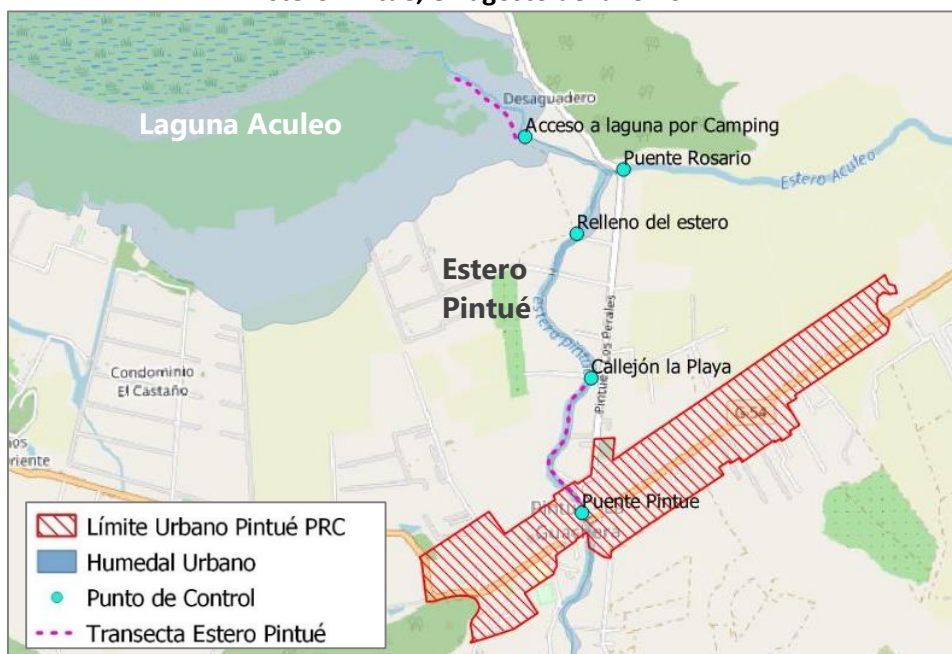 Laguna Aculeo
Desaguadero
Acceso a laguna por Camping
Puente Rosario
Estero Aculeo
Relleno del estero
Estero
Pintué
estero Pintué
Pintué - Los Perales
Callejón la Playa
Condominio
El Castaño
G-54
Puente Pintue
Límite Urbano Pintué PRC
Humedal Urbano
Punto de Control
Transecta Estero Pintué